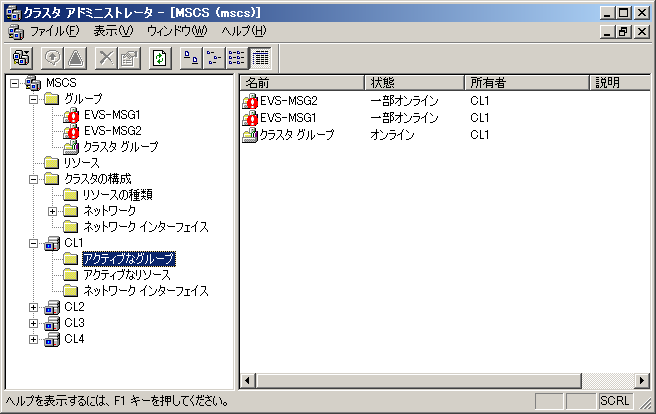 クラスタ アドミニストレータ - [MSCS (mscs)]
ファイル(F) 表示(V) ウィンドウ(W) ヘルプ(H)
MSCS
グループ
EVS-MSG1
EVS-MSG2
クラスタ グループ
リソース
クラスタの構成
リソースの種類
ネットワーク
ネットワーク インターフェイス
CL1
アクティブなグループ
アクティブなリソース
ネットワーク インターフェイス
CL2
CL3
CL4
名前 状態 所有者 説明
EVS-MSG2 一部オンライン CL1
EVS-MSG1 一部オンライン CL1
クラスタ グループ オンライン CL1
ヘルプを表示するには、F1 キーを押してください。 SCRL